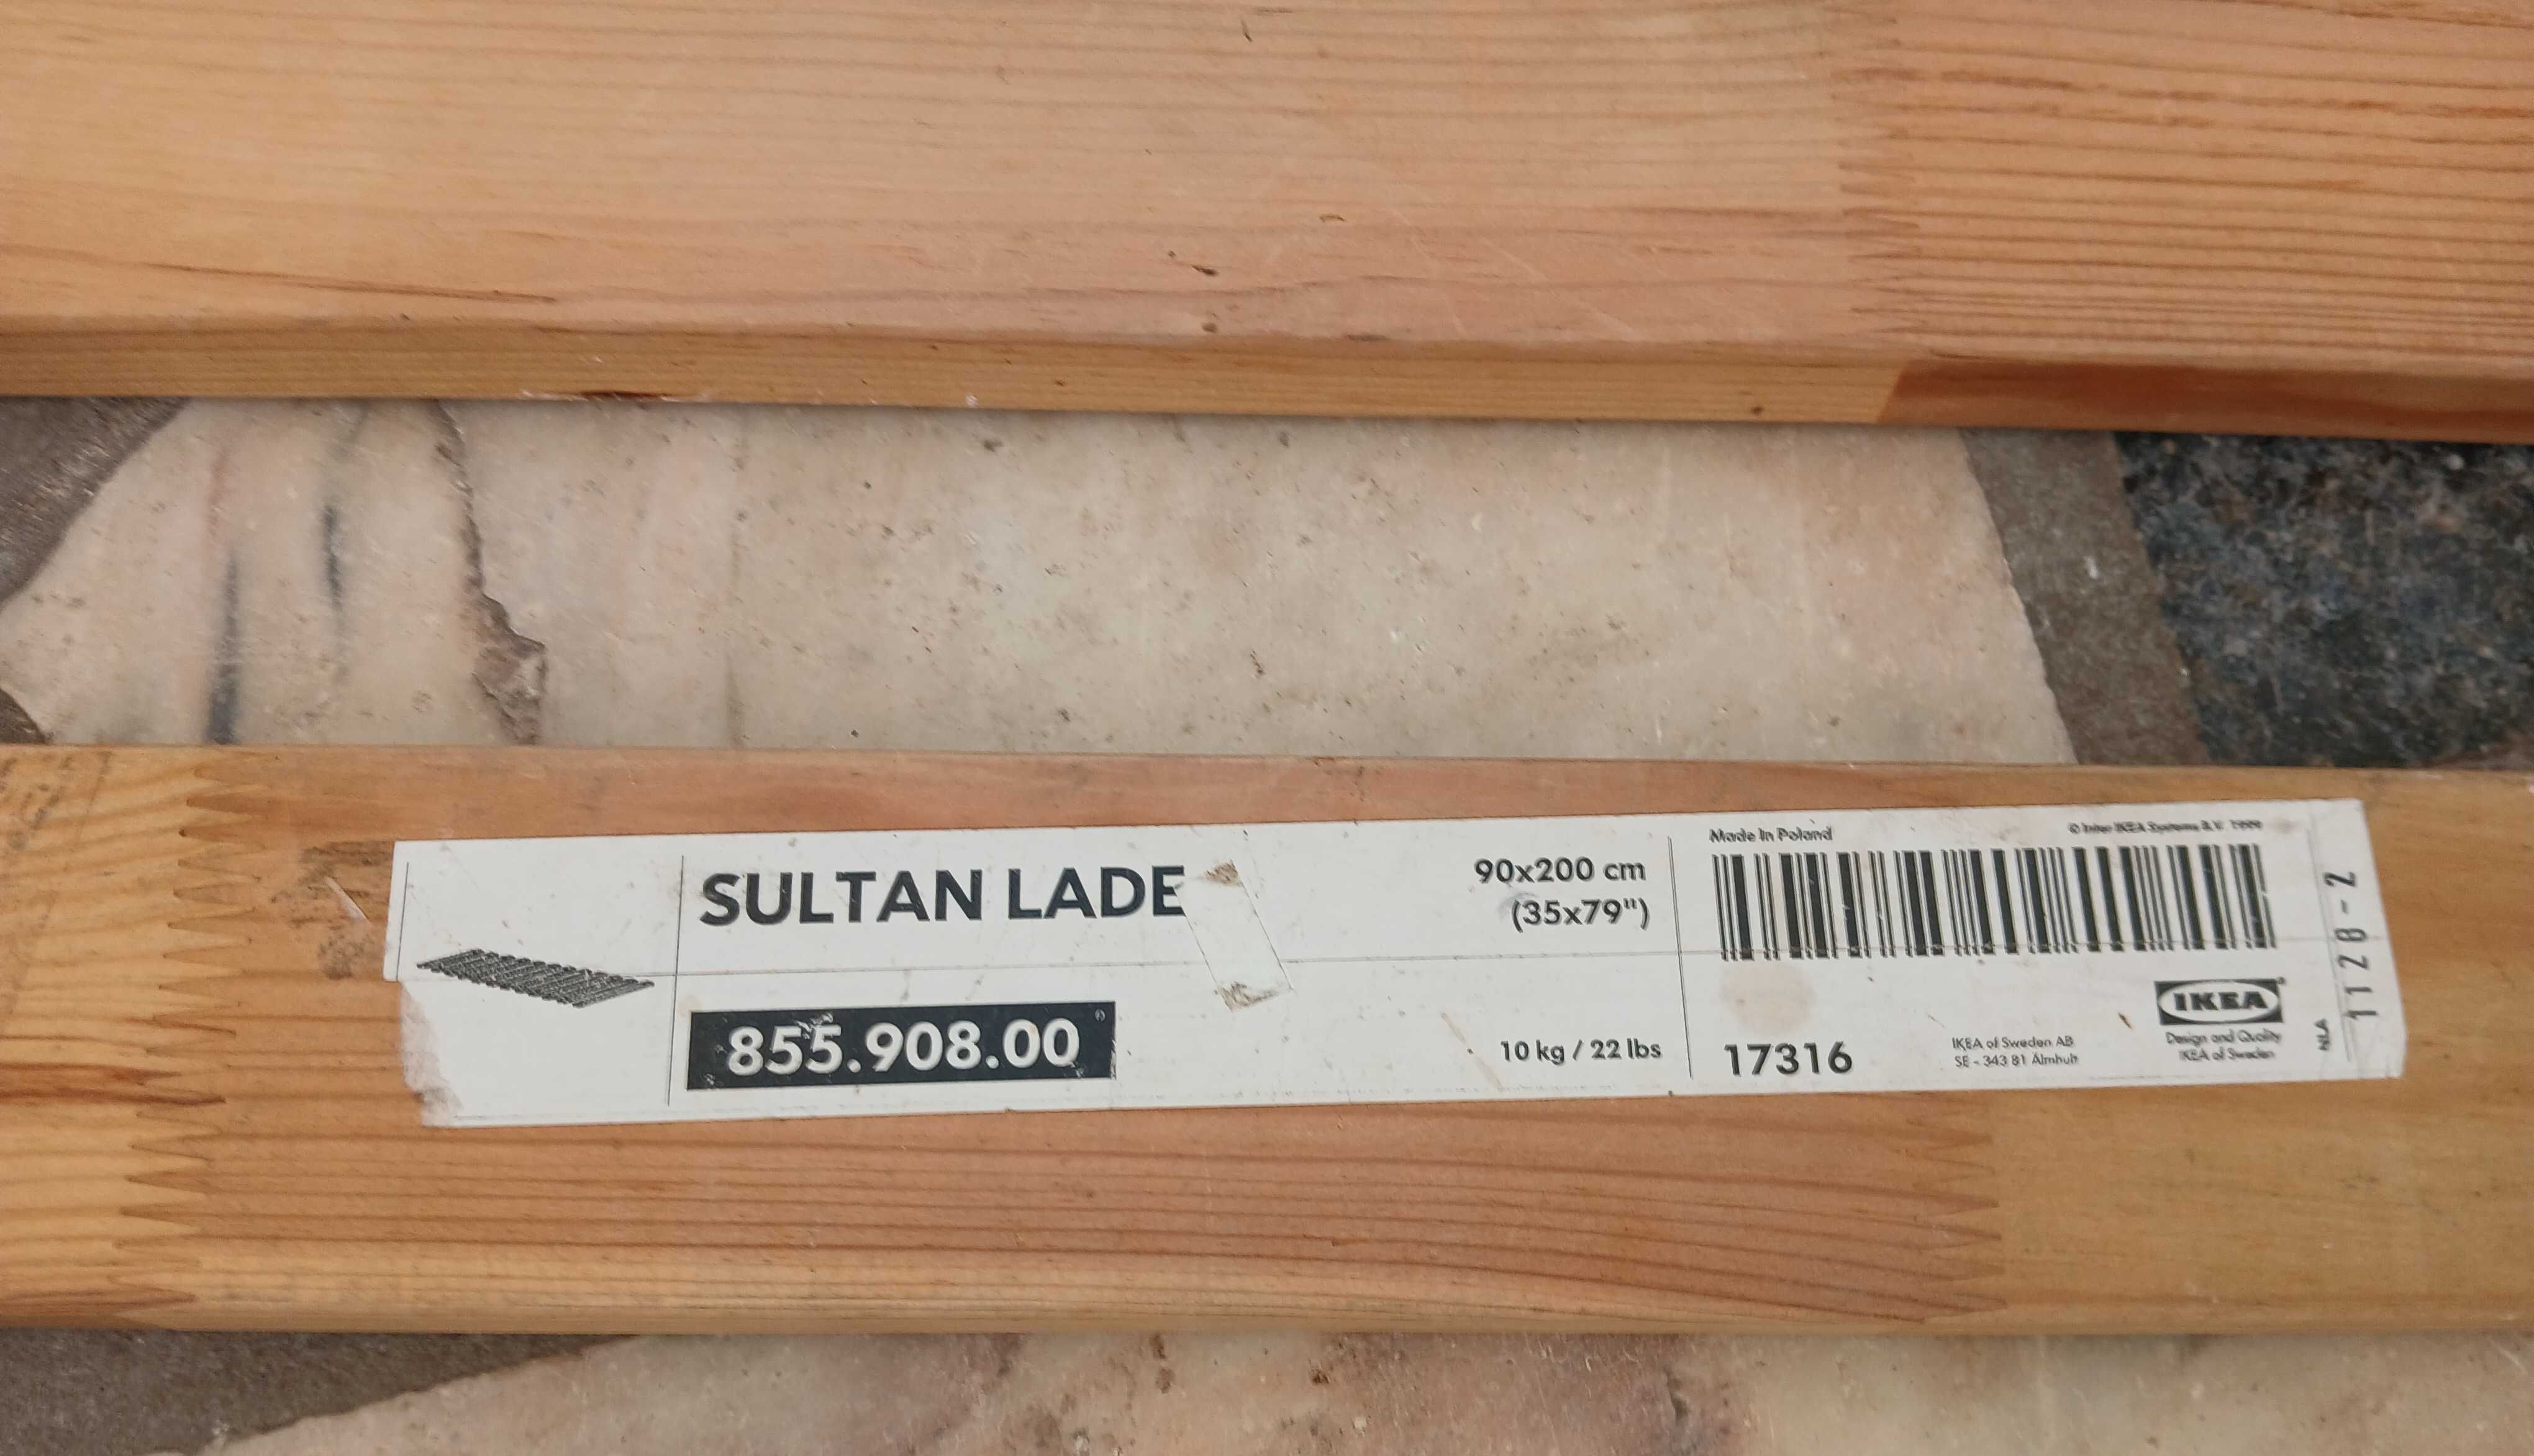 SULTAN LADE
90x200 cm
(35x79")
855.908.00
10 kg / 22 lbs
Made in Poland
© Inter IKEA Systems B.V. 1999
17316
IKEA of Sweden AB
SE - 343 81 Älmhult
IKEA
Design and Quality
IKEA of Sweden
NLA
1128-2